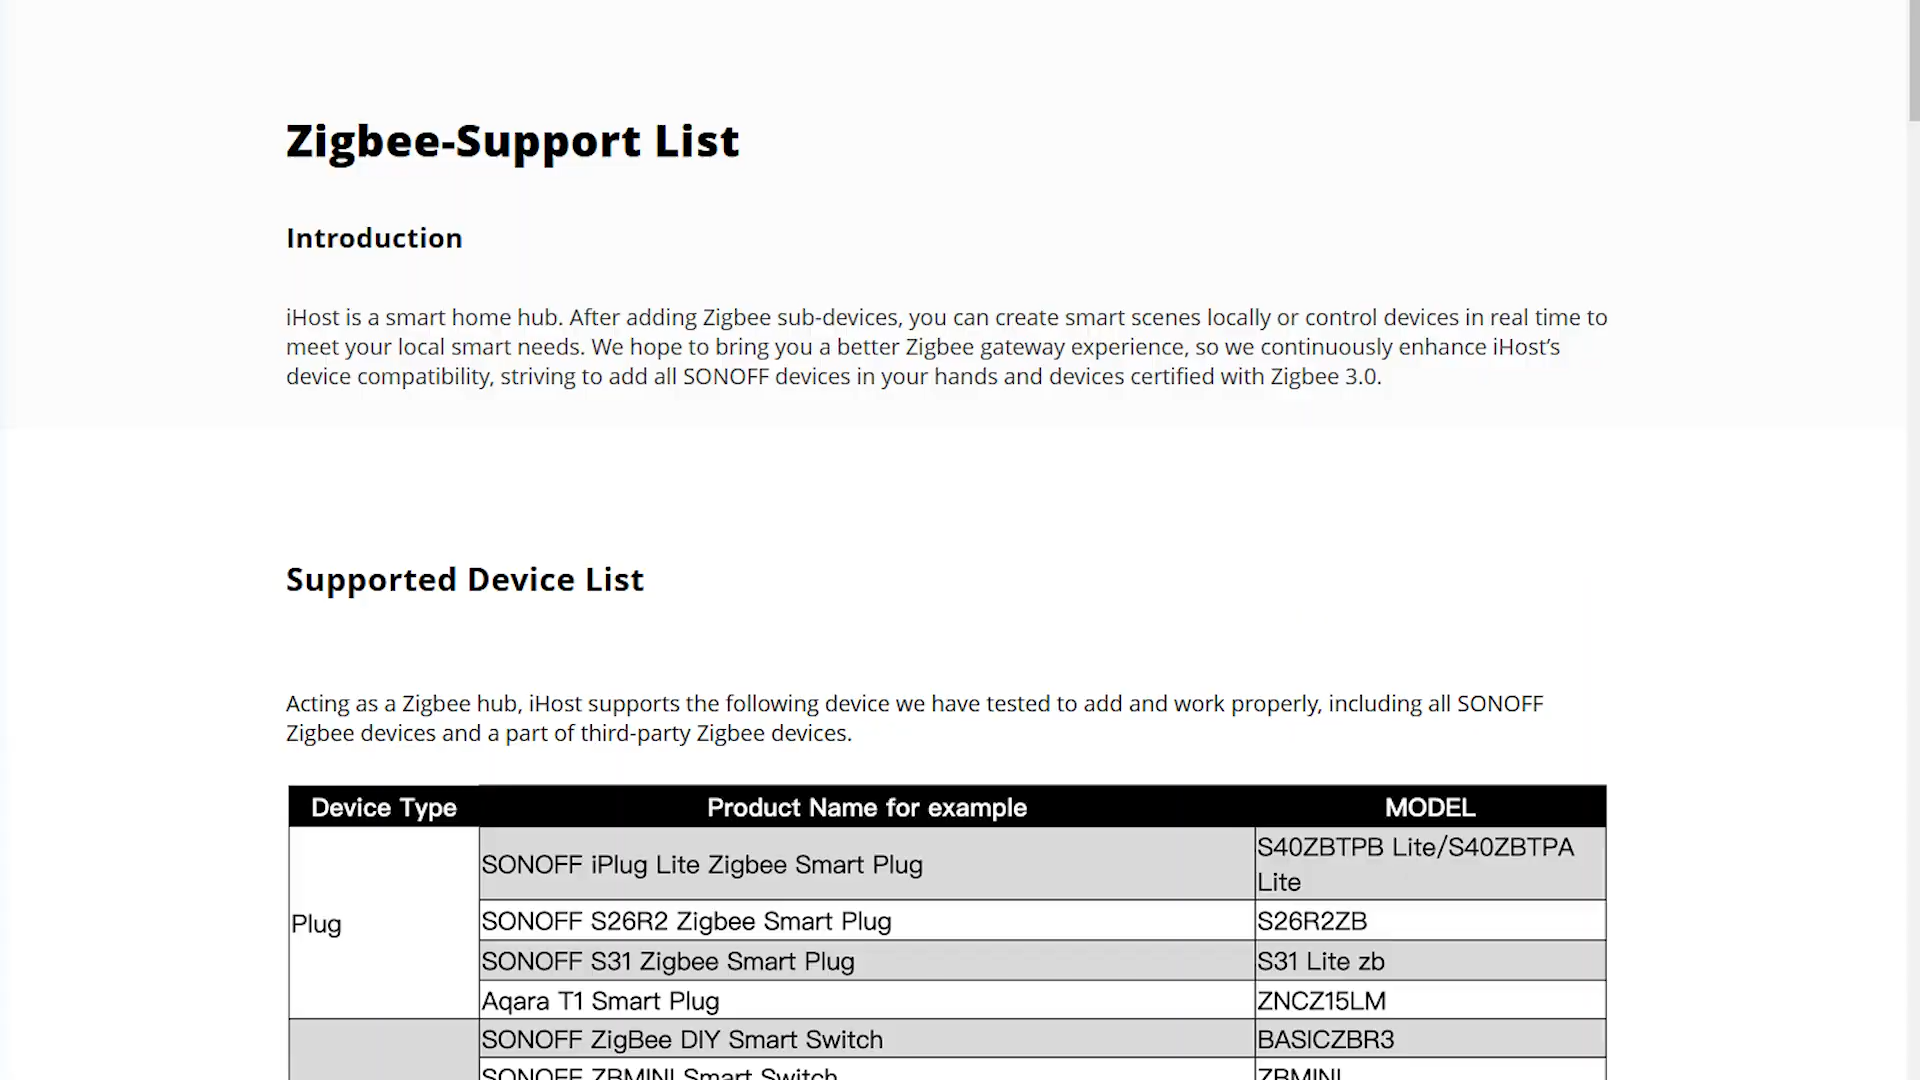 Zigbee-Support List
Introduction
iHost is a smart home hub. After adding Zigbee sub-devices, you can create smart scenes locally or control devices in real time to
meet your local smart needs. We hope to bring you a better Zigbee gateway experience, so we continuously enhance iHost’s
device compatibility, striving to add all SONOFF devices in your hands and devices certified with Zigbee 3.0.
Supported Device List
Acting as a Zigbee hub, iHost supports the following device we have tested to add and work properly, including all SONOFF
Zigbee devices and a part of third-party Zigbee devices.
Device Type Product Name for example MODEL
Plug
SONOFF iPlug Lite Zigbee Smart Plug
S40ZBTPB Lite/S40ZBTPA
Lite
SONOFF S26R2 Zigbee Smart Plug S26R2ZB
SONOFF S31 Zigbee Smart Plug S31 Lite zb
Aqara T1 Smart Plug ZNCZ15LM
SONOFF ZigBee DIY Smart Switch BASICZBR3
SONOFF ZBMINI Smart Switch ZBMINI